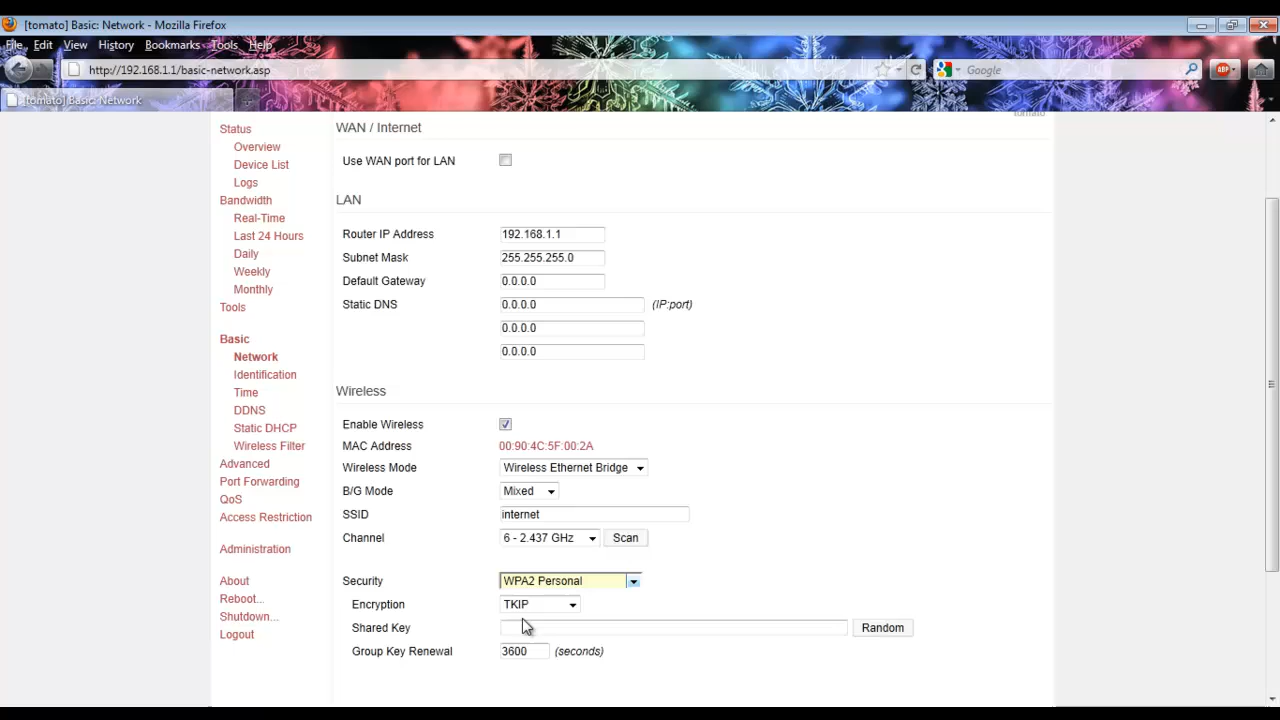 [tomato] Basic: Network - Mozilla Firefox
File Edit View History Bookmarks Tools Help
http://192.168.1.1/basic-network.asp
Google
ABP
[tomato] Basic: Network
tomato
Status
Overview
Device List
Logs
Bandwidth
Real-Time
Last 24 Hours
Daily
Weekly
Monthly
Tools
Basic
Network
Identification
Time
DDNS
Static DHCP
Wireless Filter
Advanced
Port Forwarding
QoS
Access Restriction
Administration
About
Reboot...
Shutdown...
Logout
WAN / Internet
Use WAN port for LAN
LAN
Router IP Address 192.168.1.1
Subnet Mask 255.255.255.0
Default Gateway 0.0.0.0
Static DNS 0.0.0.0 (IP:port)
0.0.0.0
0.0.0.0
Wireless
Enable Wireless
MAC Address 00:90:4C:5F:00:2A
Wireless Mode Wireless Ethernet Bridge
B/G Mode Mixed
SSID internet
Channel 6 - 2.437 GHz Scan
Security WPA2 Personal
Encryption TKIP
Shared Key Random
Group Key Renewal 3600 (seconds)